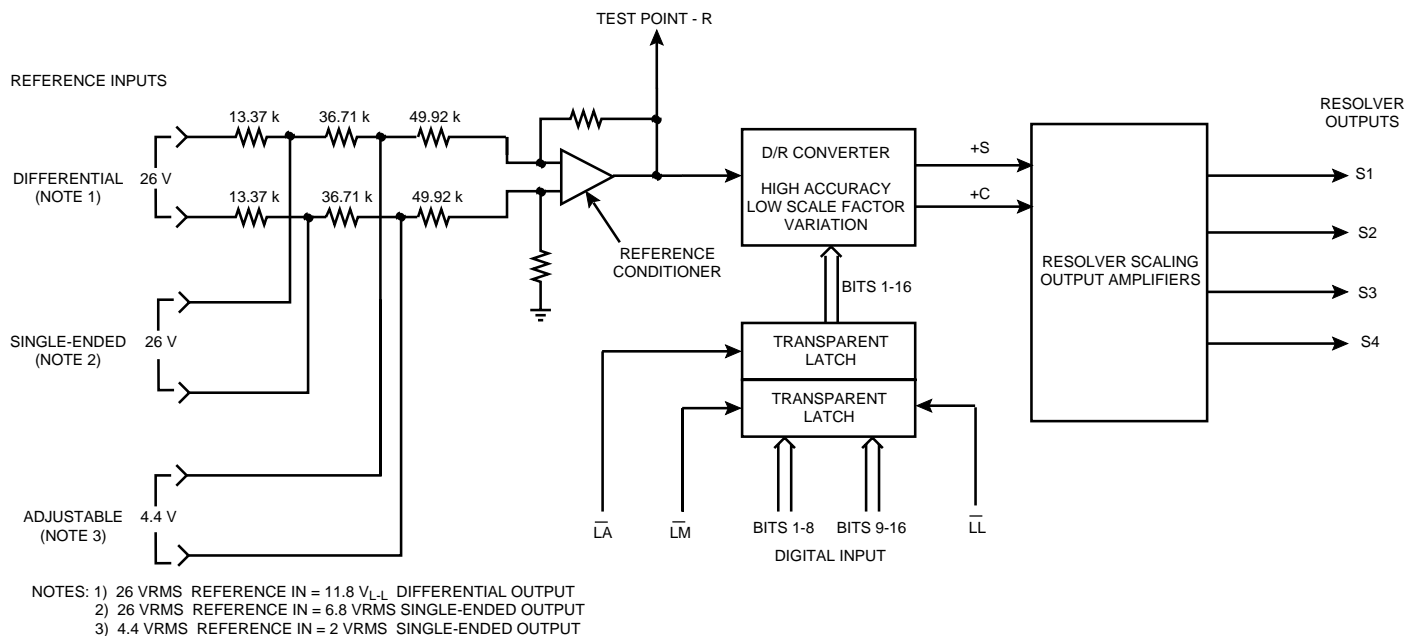 TEST POINT - R
REFERENCE INPUTS
13.37 k
36.71 k
49.92 k
DIFFERENTIAL
(NOTE 1)
26 V
13.37 k
36.71 k
49.92 k
REFERENCE
CONDITIONER
D/R CONVERTER
HIGH ACCURACY
LOW SCALE FACTOR
VARIATION
+S
+C
RESOLVER
OUTPUTS
S1
S2
S3
S4
RESOLVER SCALING
OUTPUT AMPLIFIERS
BITS 1-16
SINGLE-ENDED
(NOTE 2)
26 V
TRANSPARENT
LATCH
TRANSPARENT
LATCH
ADJUSTABLE
(NOTE 3)
4.4 V
L̅A̅
L̅M̅
BITS 1-8
BITS 9-16
L̅L̅
DIGITAL INPUT
NOTES: 1) 26 VRMS REFERENCE IN = 11.8 V_L-L DIFFERENTIAL OUTPUT
2) 26 VRMS REFERENCE IN = 6.8 VRMS SINGLE-ENDED OUTPUT
3) 4.4 VRMS REFERENCE IN = 2 VRMS SINGLE-ENDED OUTPUT